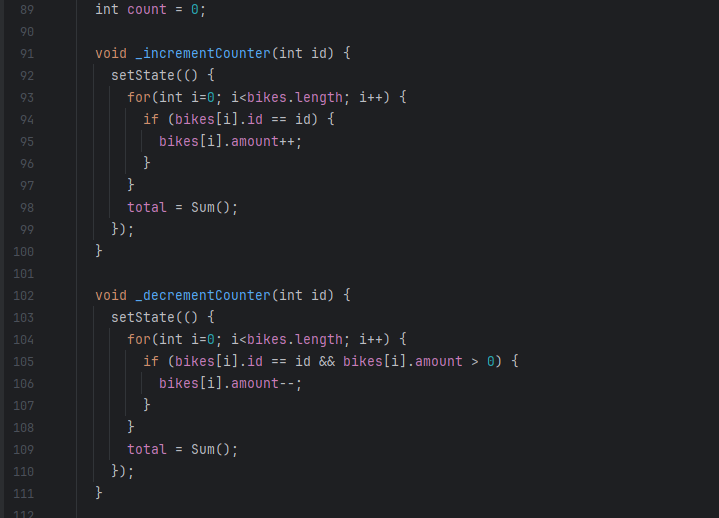 89 int count = 0;
90
91 void _incrementCounter(int id) {
92 setState(() {
93 for(int i=0; i<bikes.length; i++) {
94 if (bikes[i].id == id) {
95 bikes[i].amount++;
96 }
97 }
98 total = Sum();
99 });
100 }
101
102 void _decrementCounter(int id) {
103 setState(() {
104 for(int i=0; i<bikes.length; i++) {
105 if (bikes[i].id == id && bikes[i].amount > 0) {
106 bikes[i].amount--;
107 }
108 }
109 total = Sum();
110 });
111 }
112